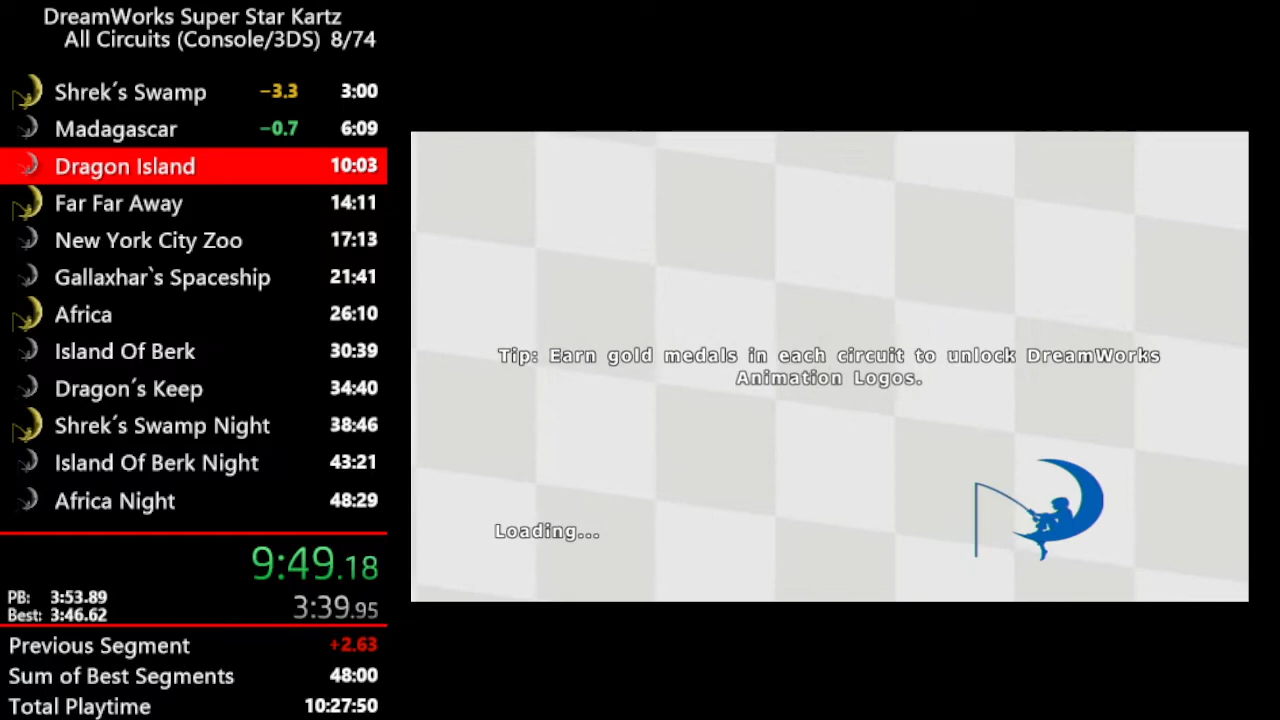 DreamWorks Super Star Kartz
All Circuits (Console/3DS) 8/74
Shrek´s Swamp −3.3 3:00
Madagascar −0.7 6:09
Dragon Island 10:03
Far Far Away 14:11
New York City Zoo 17:13
Gallaxhar`s Spaceship 21:41
Africa 26:10
Island Of Berk 30:39
Dragon´s Keep 34:40
Shrek´s Swamp Night 38:46
Island Of Berk Night 43:21
Africa Night 48:29
9:49.18
PB: 3:53.89
Best: 3:46.62
3:39.95
Previous Segment +2.63
Sum of Best Segments 48:00
Total Playtime 10:27:50
Tip: Earn gold medals in each circuit to unlock DreamWorks
Animation Logos.
Loading...